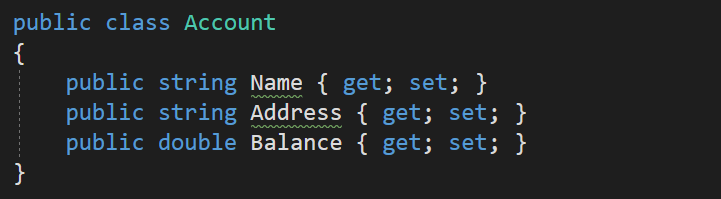 public class Account
{
    public string Name { get; set; }
    public string Address { get; set; }
    public double Balance { get; set; }
}